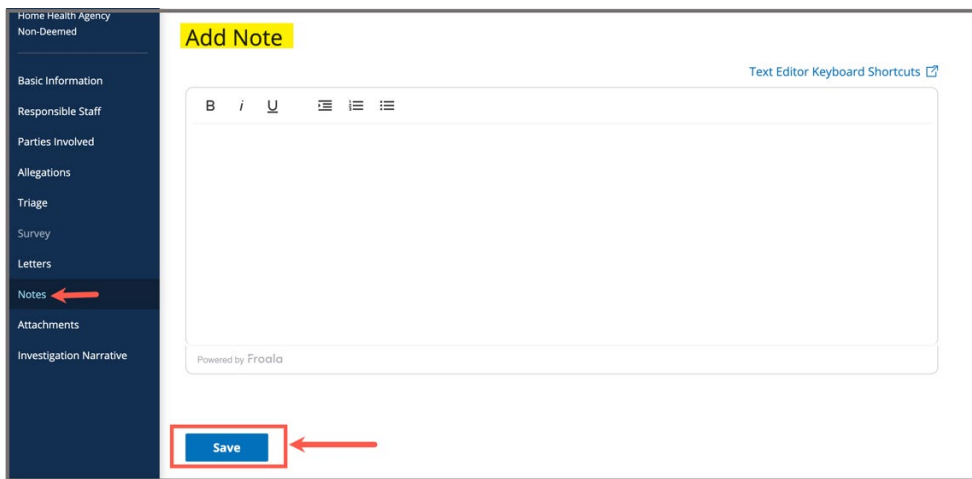 Home Health Agency
Non-Deemed
Basic Information
Responsible Staff
Parties Involved
Allegations
Triage
Survey
Letters
Notes
Attachments
Investigation Narrative
Add Note
Text Editor Keyboard Shortcuts
B i U
Powered by Froala
Save